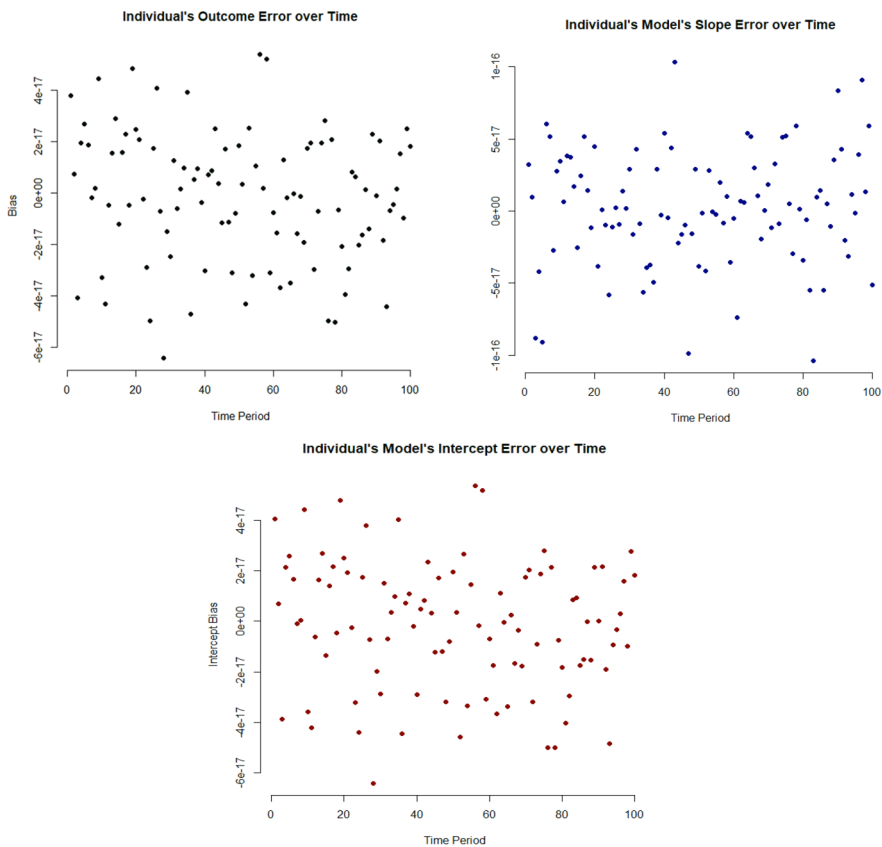 Individual's Outcome Error over Time
4e-17
2e-17
0e+00
-2e-17
-4e-17
-6e-17
Bias
0 20 40 60 80 100
Time Period
Individual's Model's Slope Error over Time
1e-16
5e-17
0e+00
-5e-17
-1e-16
0 20 40 60 80 100
Time Period
Individual's Model's Intercept Error over Time
4e-17
2e-17
0e+00
-2e-17
-4e-17
-6e-17
Intercept Bias
0 20 40 60 80 100
Time Period